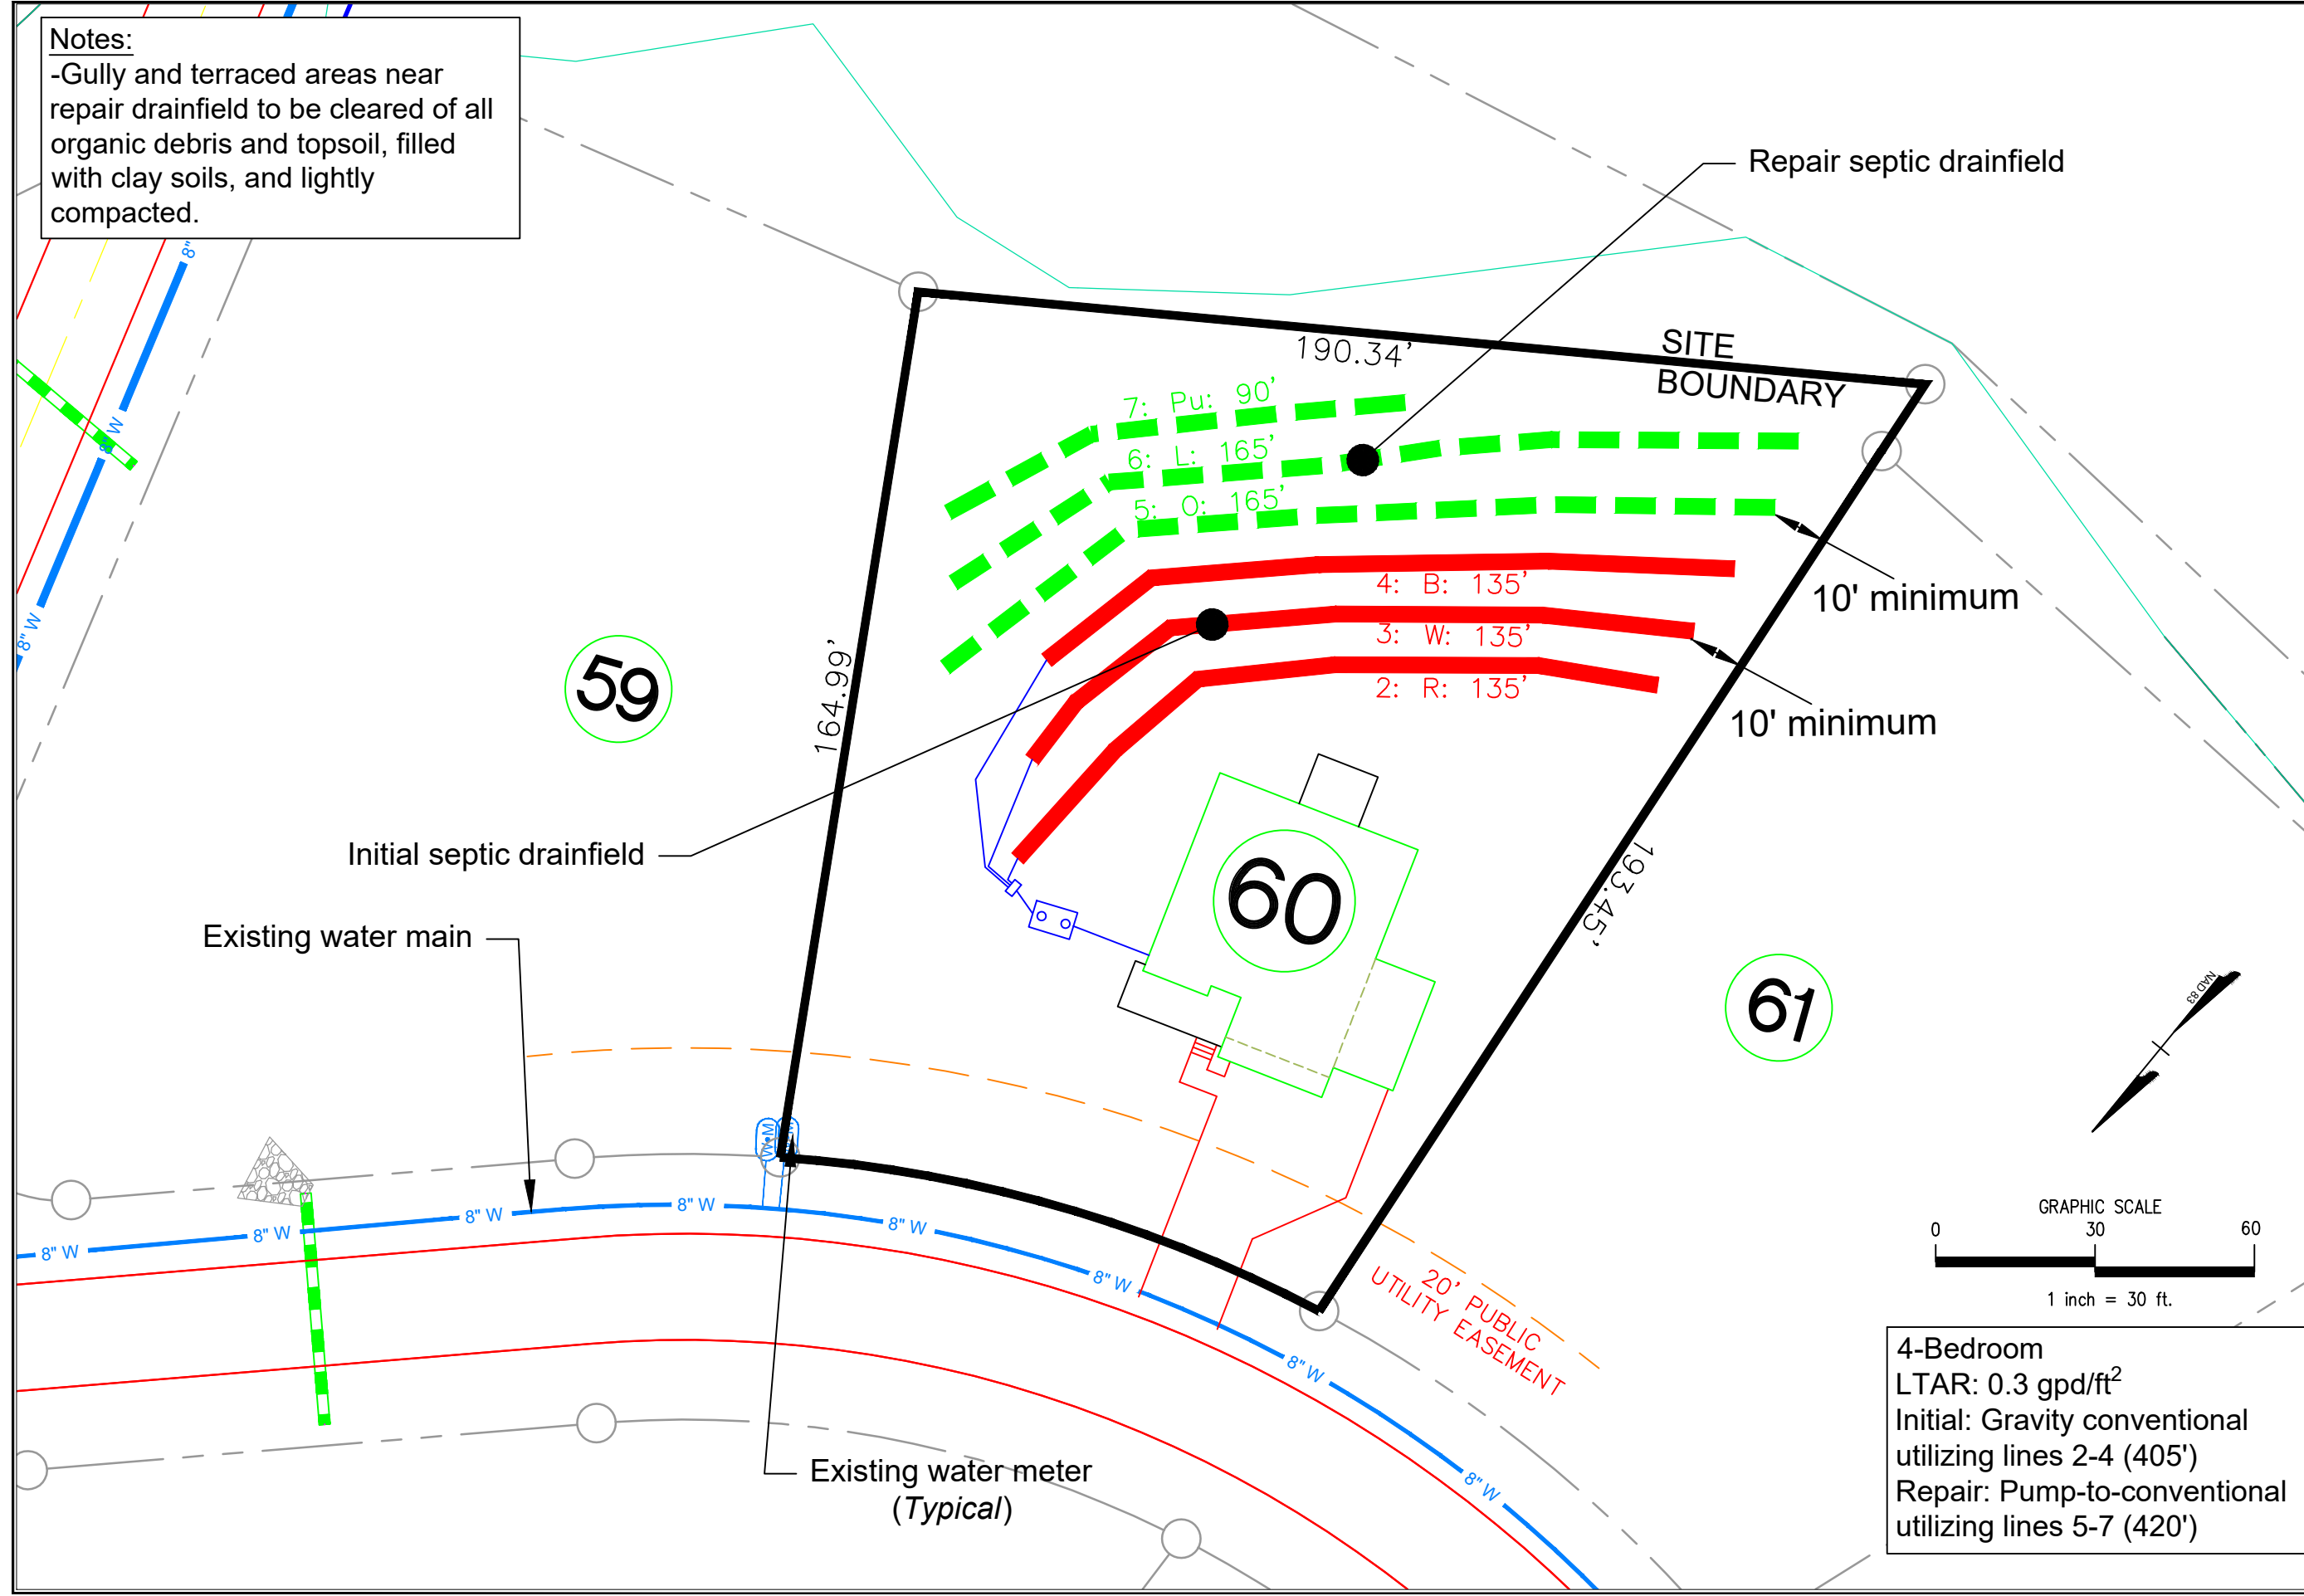 Notes:
-Gully and terraced areas near
repair drainfield to be cleared of all
organic debris and topsoil, filled
with clay soils, and lightly
compacted.
Repair septic drainfield
8" W
8" W
8" W
190.34'
SITE
BOUNDARY
7: Pu: 90'
6: L: 165'
5: O: 165'
10' minimum
4: B: 135'
3: W: 135'
2: R: 135'
10' minimum
59
164.99'
Initial septic drainfield
60
193.45'
Existing water main
61
NAD 83
W•M
8" W
8" W
8" W
8" W
8" W
8" W
8" W
8" W
20' PUBLIC
UTILITY EASEMENT
GRAPHIC SCALE
0 30 60
1 inch = 30 ft.
Existing water meter
(Typical)
4-Bedroom
LTAR: 0.3 gpd/ft²
Initial: Gravity conventional
utilizing lines 2-4 (405')
Repair: Pump-to-conventional
utilizing lines 5-7 (420')